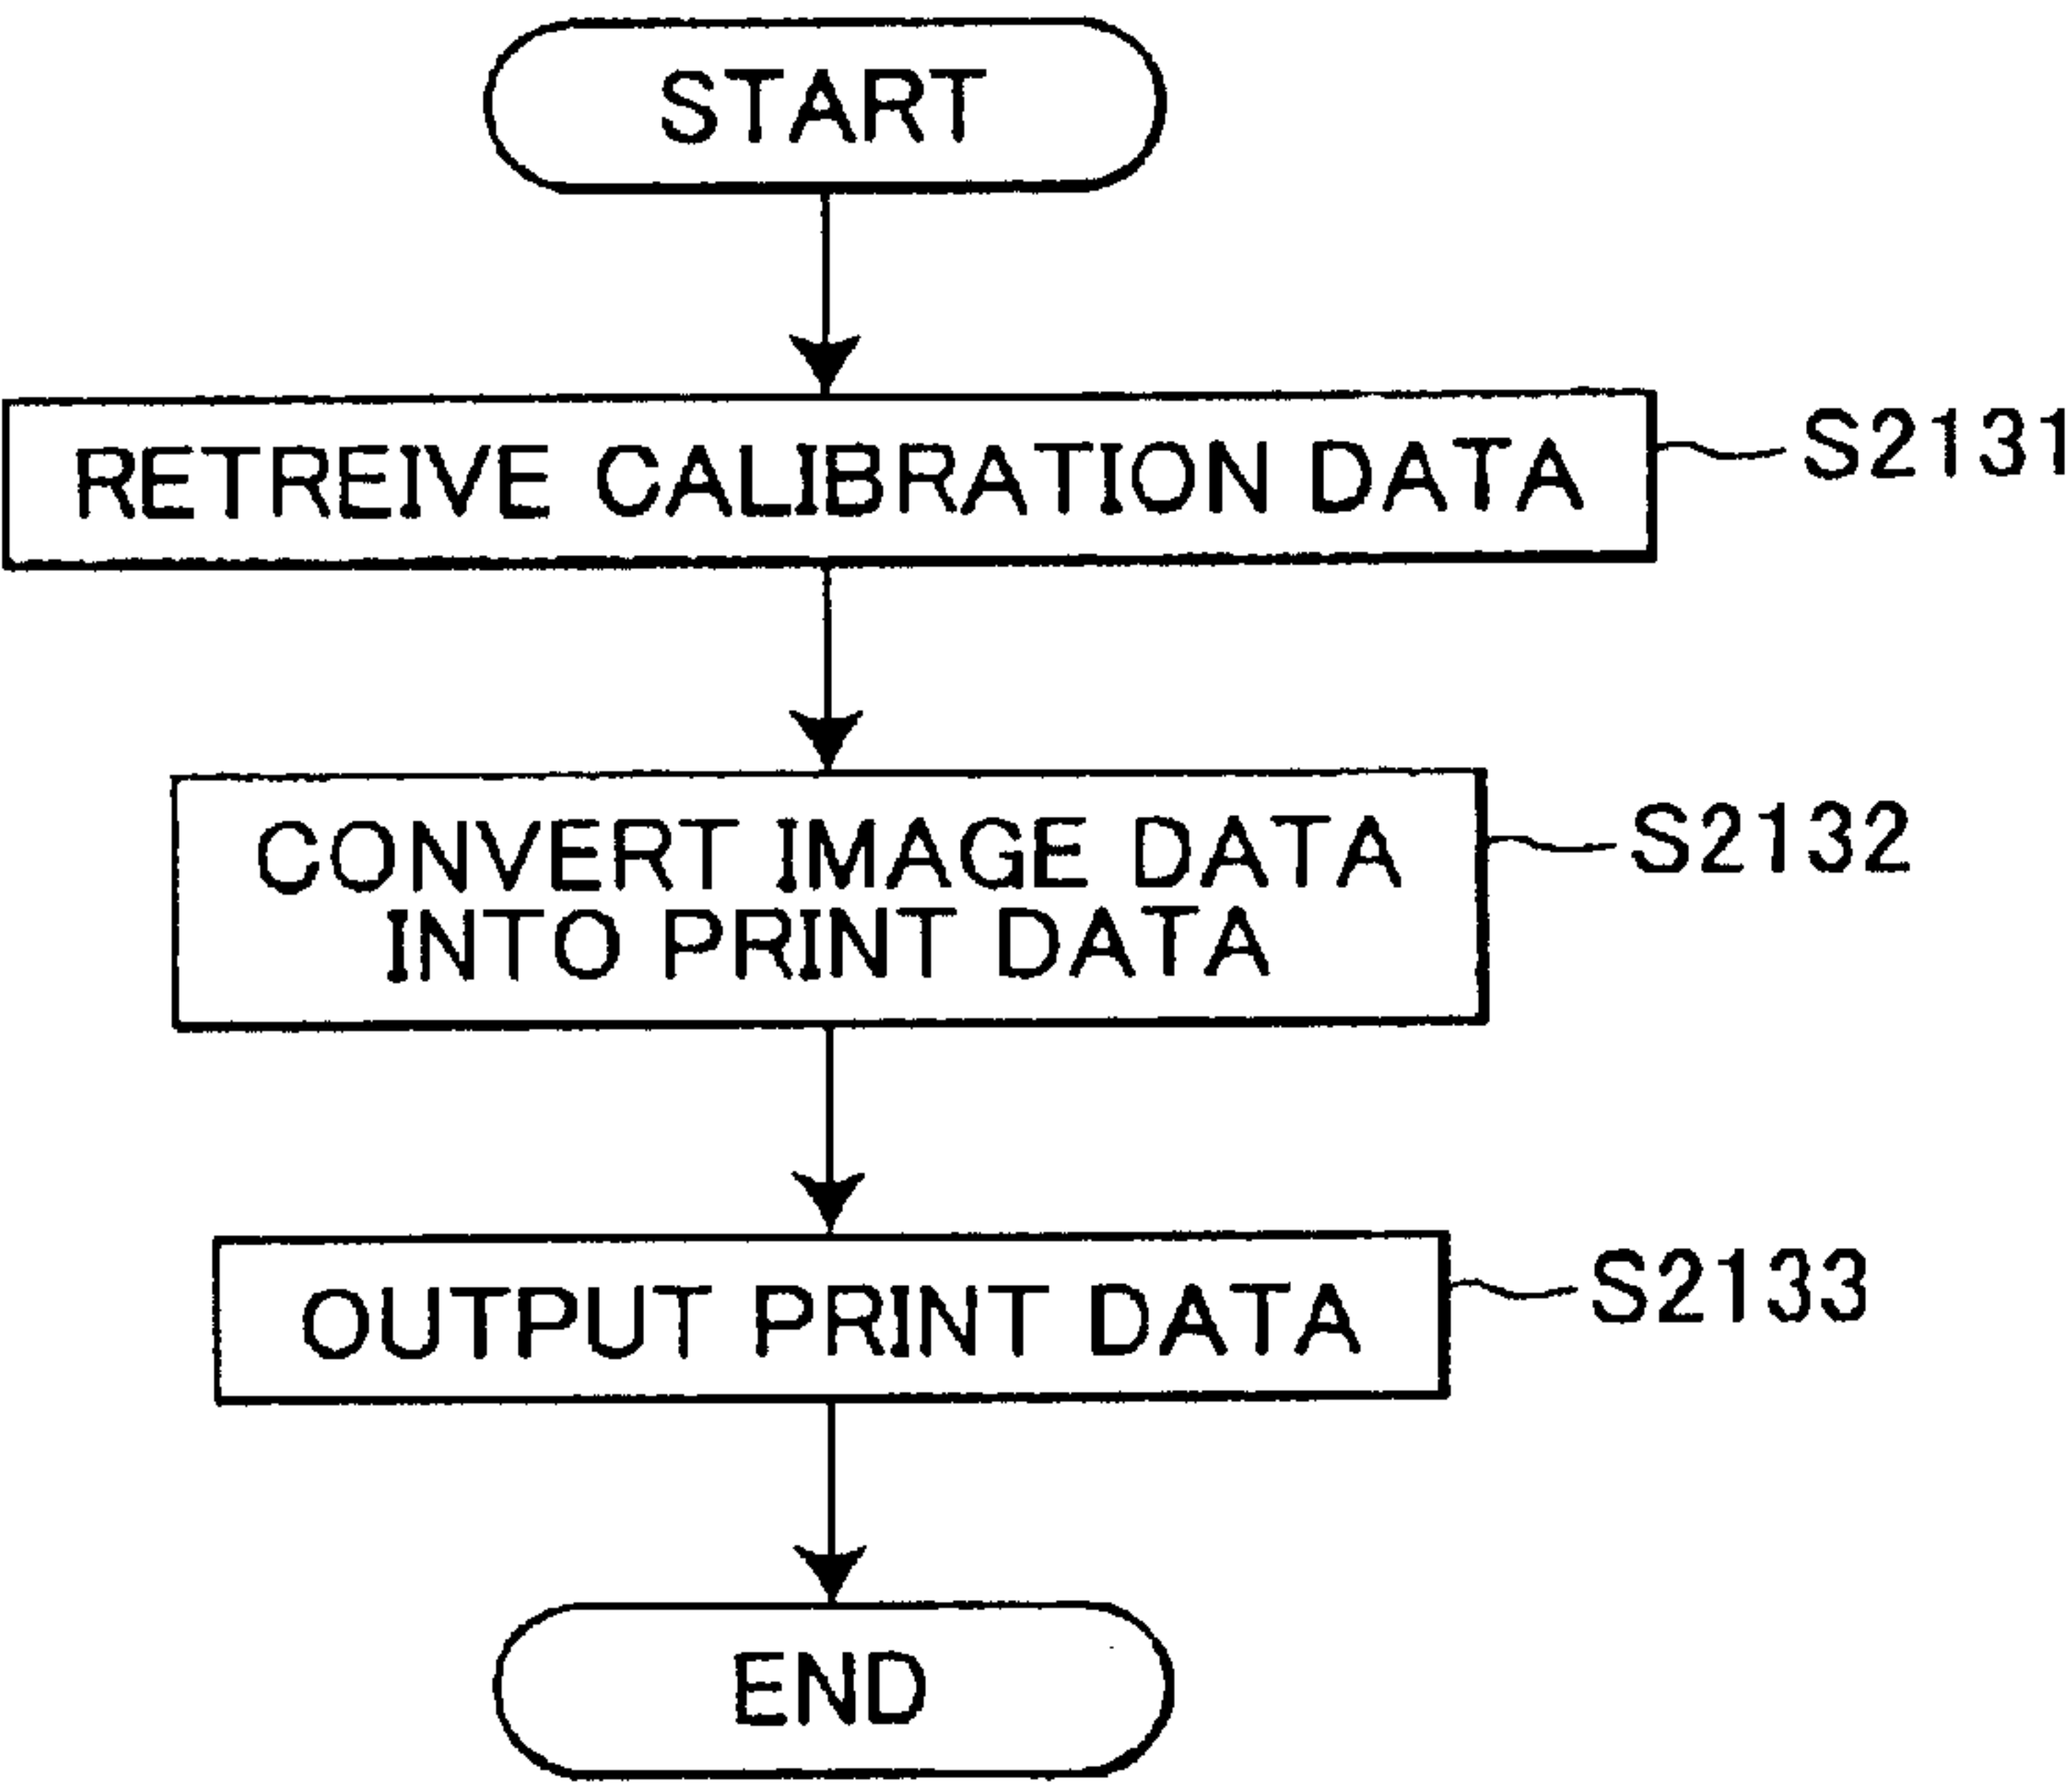 START
RETREIVE CALIBRATION DATA
S2131
CONVERT IMAGE DATA
INTO PRINT DATA
S2132
OUTPUT PRINT DATA
S2133
END